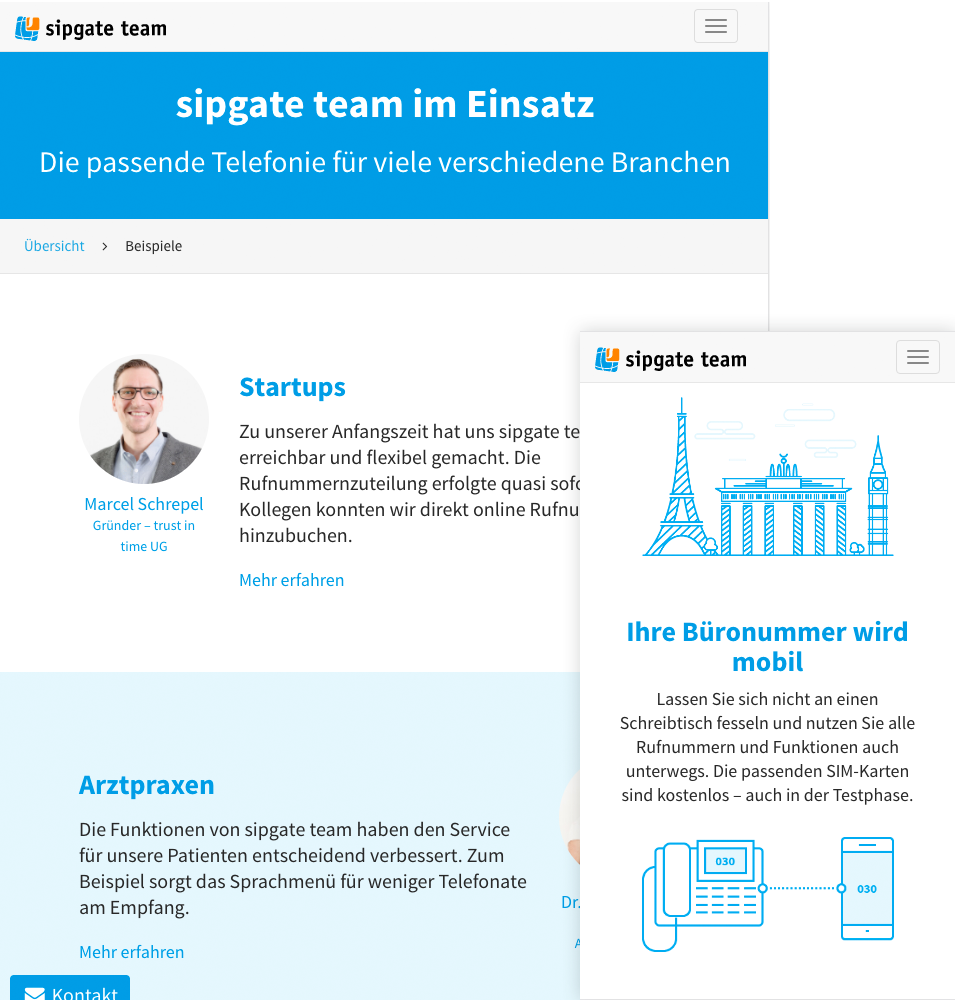 sipgate team
sipgate team im Einsatz
Die passende Telefonie für viele verschiedene Branchen
Übersicht > Beispiele
Marcel Schrepel
Gründer – trust in
time UG
Startups
Zu unserer Anfangszeit hat uns sipgate te
erreichbar und flexibel gemacht. Die
Rufnummernzuteilung erfolgte quasi sofo
Kollegen konnten wir direkt online Rufnu
hinzubuchen.
Mehr erfahren
Arztpraxen
Die Funktionen von sipgate team haben den Service
für unsere Patienten entscheidend verbessert. Zum
Beispiel sorgt das Sprachmenü für weniger Telefonate
am Empfang.
Mehr erfahren
Dr.
A
Kontakt
sipgate team
Ihre Büronummer wird
mobil
Lassen Sie sich nicht an einen
Schreibtisch fesseln und nutzen Sie alle
Rufnummern und Funktionen auch
unterwegs. Die passenden SIM-Karten
sind kostenlos – auch in der Testphase.
030
030